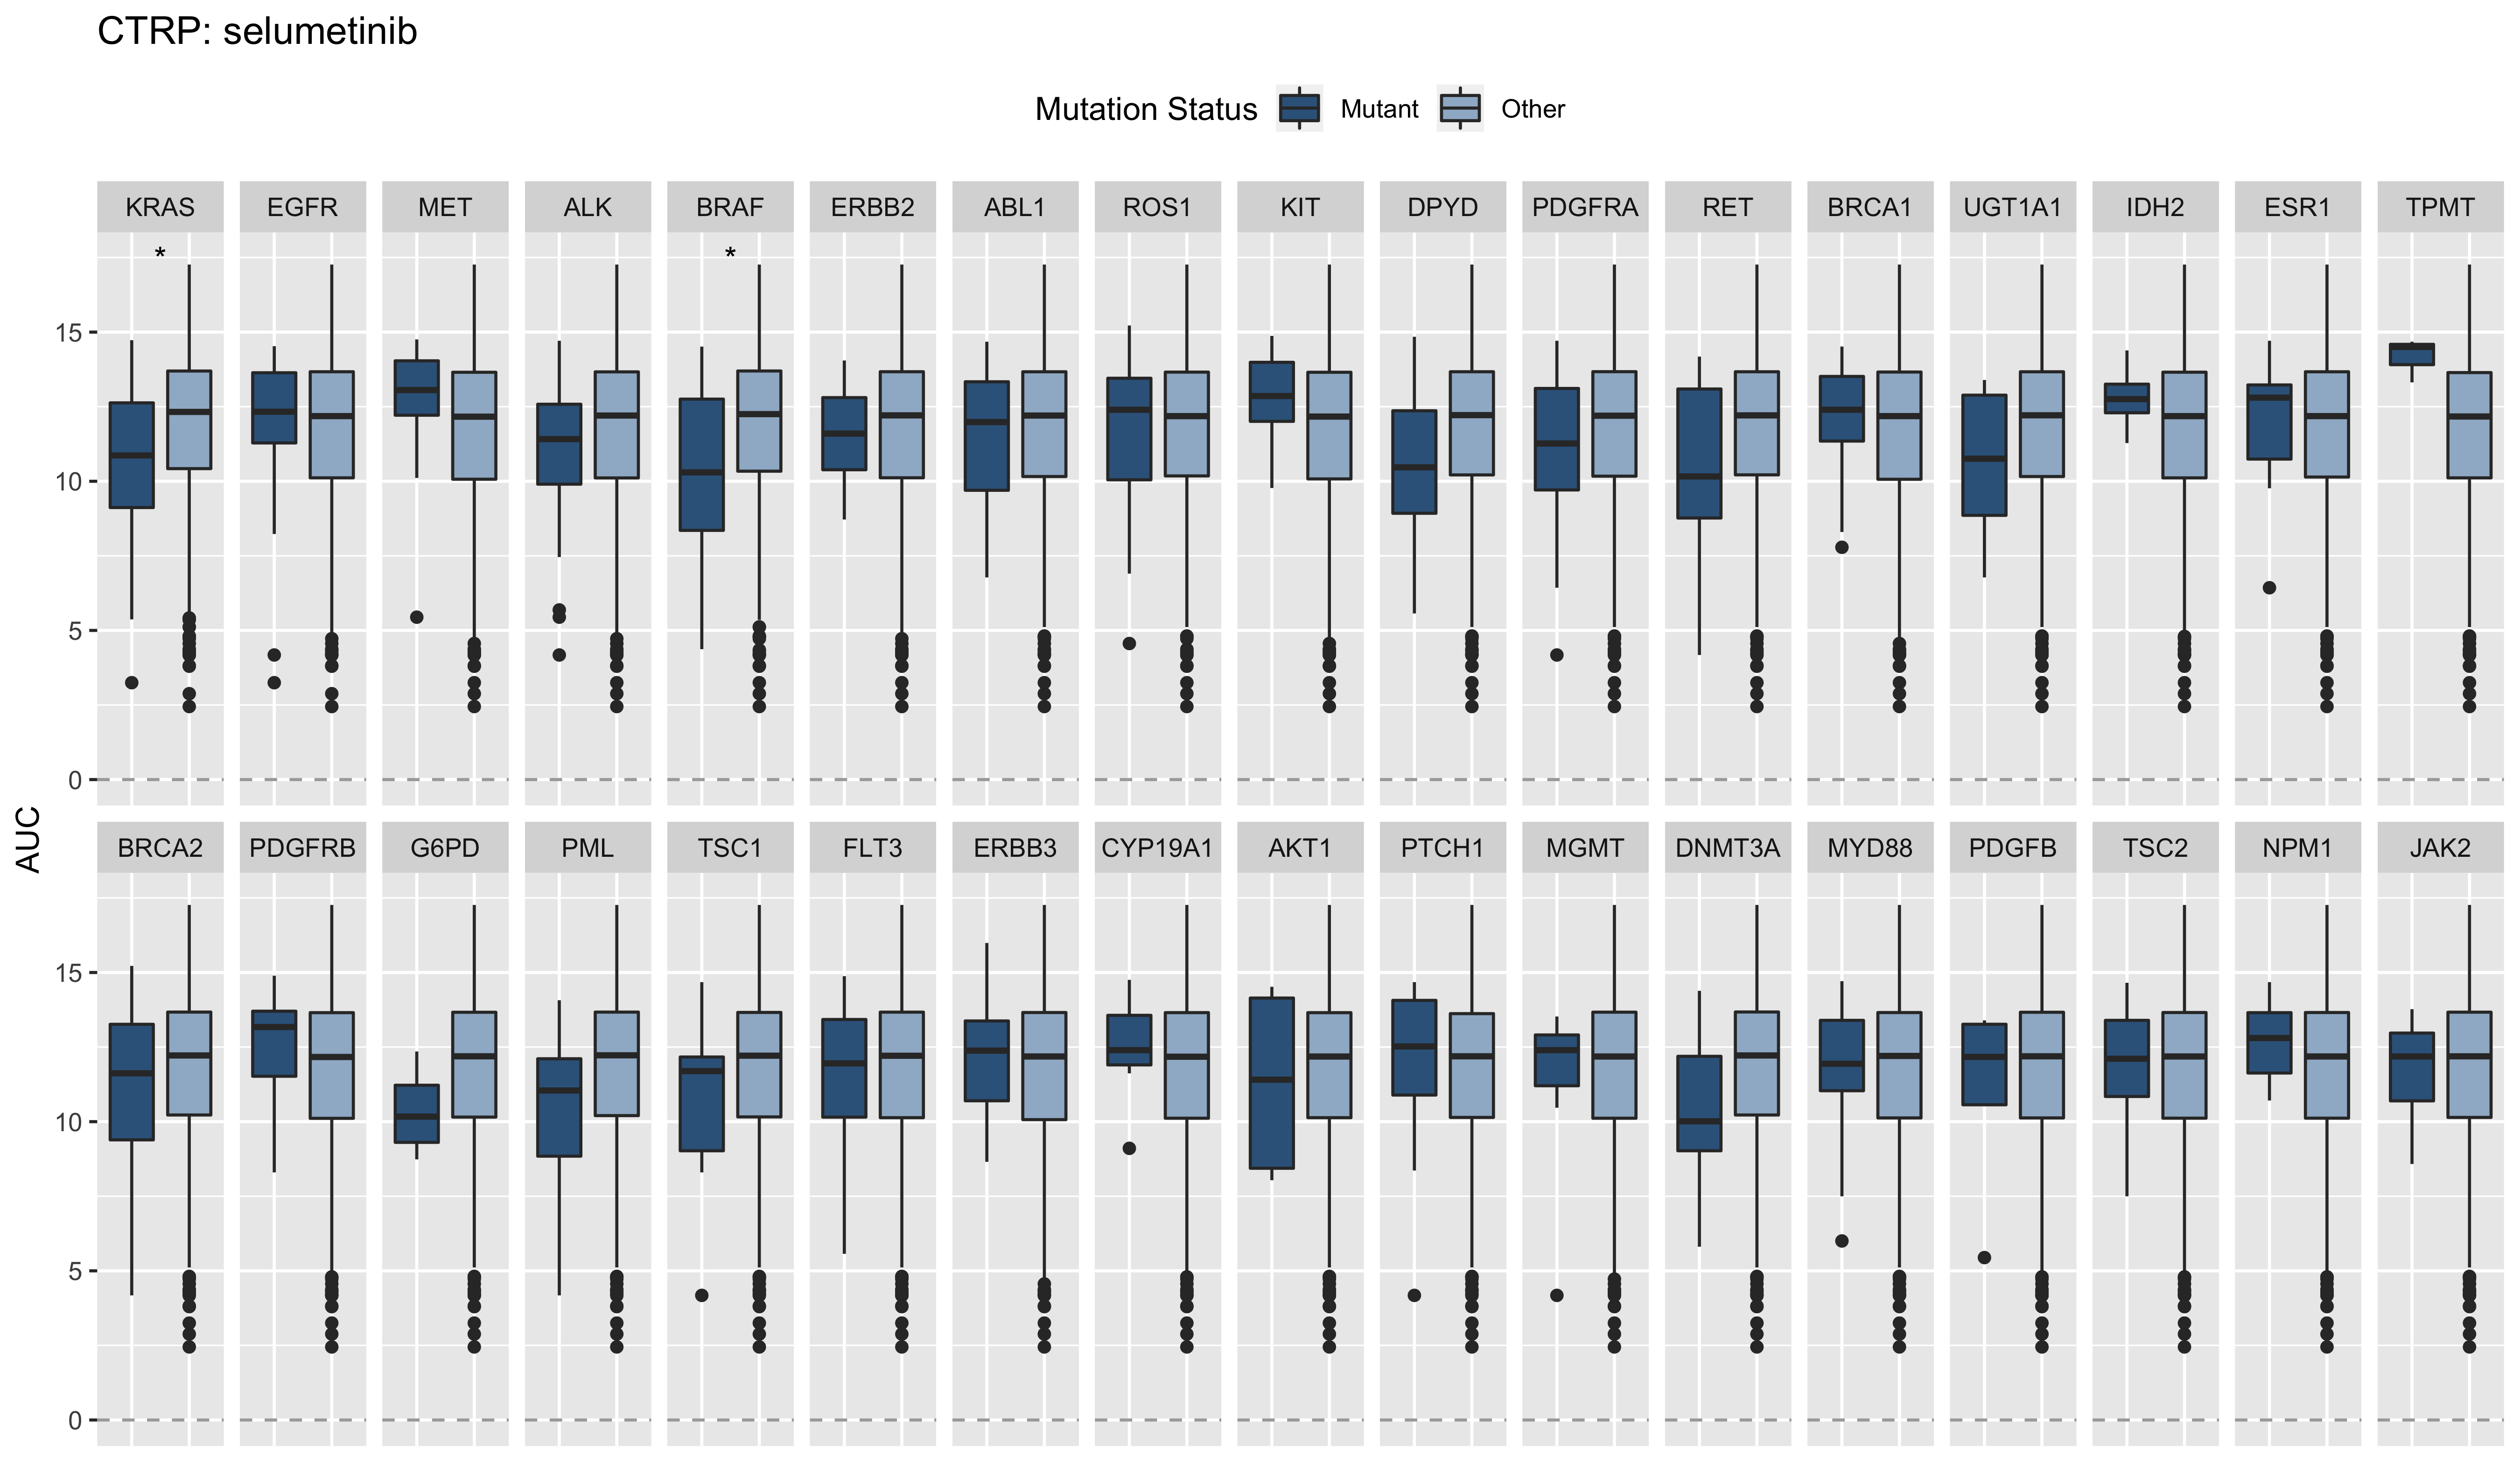 CTRP: selumetinib
Mutation Status Mutant Other
KRAS EGFR MET ALK BRAF ERBB2 ABL1 ROS1 KIT DPYD PDGFRA RET BRCA1 UGT1A1 IDH2 ESR1 TPMT
* *
15
10
5
0
AUC
BRCA2 PDGFRB G6PD PML TSC1 FLT3 ERBB3 CYP19A1 AKT1 PTCH1 MGMT DNMT3A MYD88 PDGFB TSC2 NPM1 JAK2
15
10
5
0